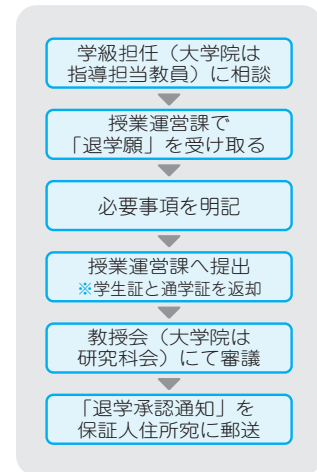 学級担任（大学院は
指導担当教員）に相談
授業運営課で
「退学願」を受け取る
必要事項を明記
授業運営課へ提出
※学生証と通学証を返却
教授会（大学院は
研究科会）にて審議
「退学承認通知」を
保証人住所宛に郵送